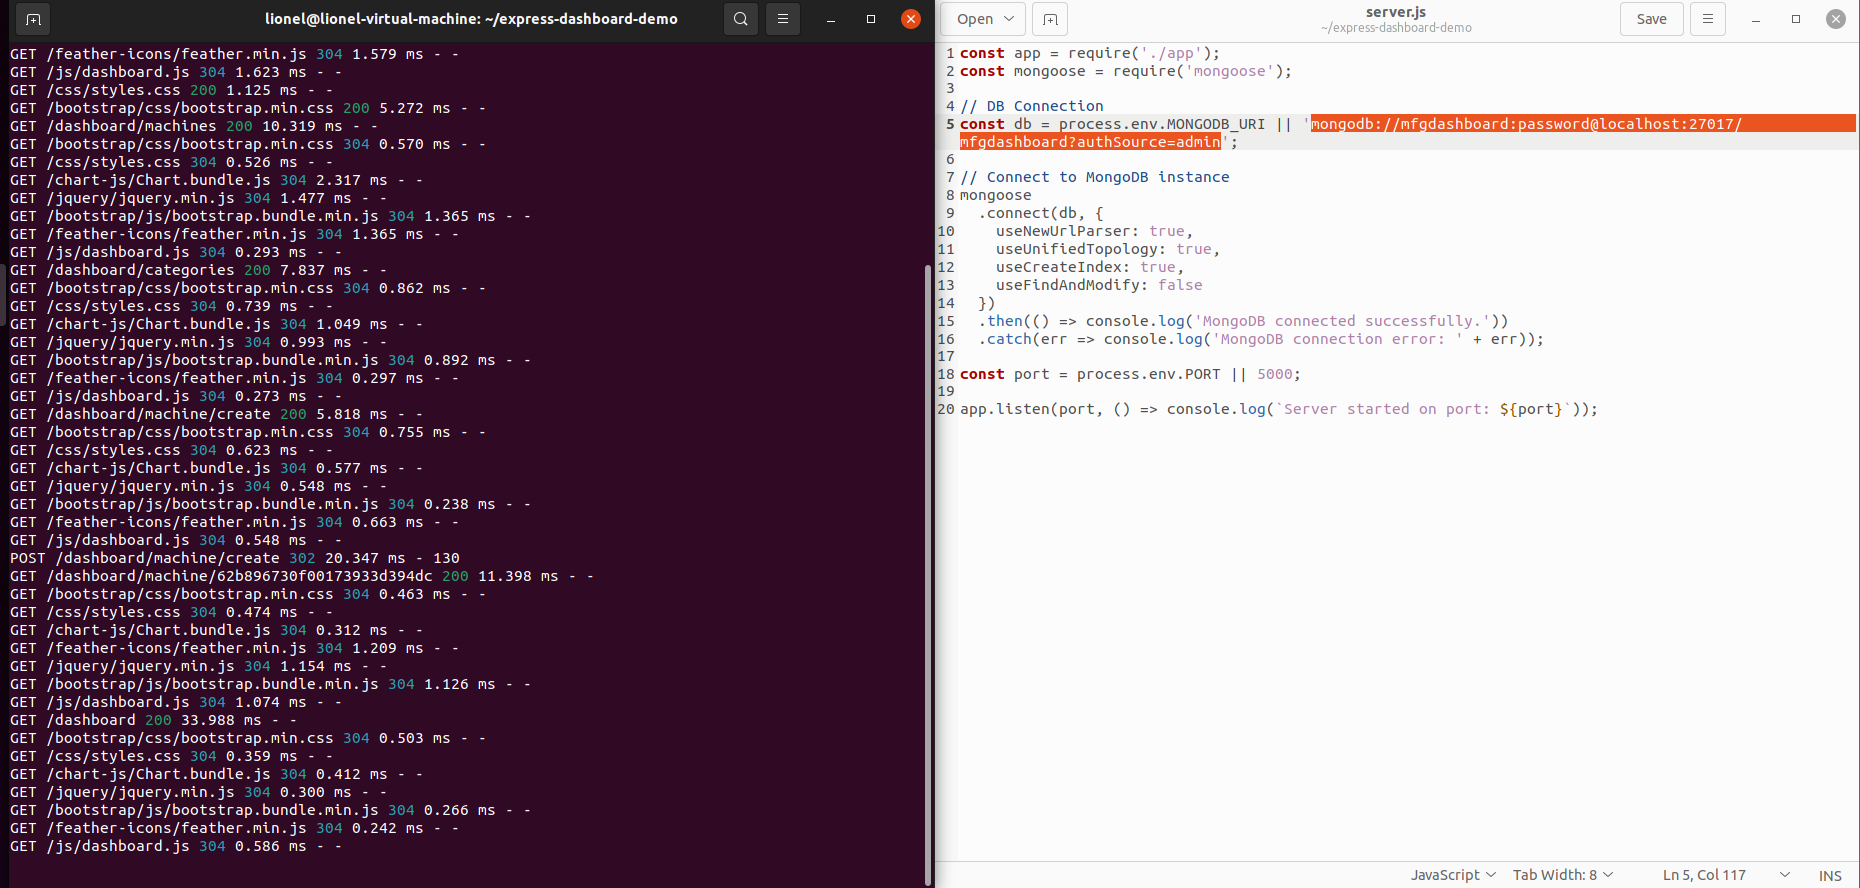 lionel@lionel-virtual-machine: ~/express-dashboard-demo
GET /feather-icons/feather.min.js 304 1.579 ms - -
GET /js/dashboard.js 304 1.623 ms - -
GET /css/styles.css 200 1.125 ms - -
GET /bootstrap/css/bootstrap.min.css 200 5.272 ms - -
GET /dashboard/machines 200 10.319 ms - -
GET /bootstrap/css/bootstrap.min.css 304 0.570 ms - -
GET /css/styles.css 304 0.526 ms - -
GET /chart-js/Chart.bundle.js 304 2.317 ms - -
GET /jquery/jquery.min.js 304 1.477 ms - -
GET /bootstrap/js/bootstrap.bundle.min.js 304 1.365 ms - -
GET /feather-icons/feather.min.js 304 1.365 ms - -
GET /js/dashboard.js 304 0.293 ms - -
GET /dashboard/categories 200 7.837 ms - -
GET /bootstrap/css/bootstrap.min.css 304 0.862 ms - -
GET /css/styles.css 304 0.739 ms - -
GET /chart-js/Chart.bundle.js 304 1.049 ms - -
GET /jquery/jquery.min.js 304 0.993 ms - -
GET /bootstrap/js/bootstrap.bundle.min.js 304 0.892 ms - -
GET /feather-icons/feather.min.js 304 0.297 ms - -
GET /js/dashboard.js 304 0.273 ms - -
GET /dashboard/machine/create 200 5.818 ms - -
GET /bootstrap/css/bootstrap.min.css 304 0.755 ms - -
GET /css/styles.css 304 0.623 ms - -
GET /chart-js/Chart.bundle.js 304 0.577 ms - -
GET /jquery/jquery.min.js 304 0.548 ms - -
GET /bootstrap/js/bootstrap.bundle.min.js 304 0.238 ms - -
GET /feather-icons/feather.min.js 304 0.663 ms - -
GET /js/dashboard.js 304 0.548 ms - -
POST /dashboard/machine/create 302 20.347 ms - 130
GET /dashboard/machine/62b896730f00173933d394dc 200 11.398 ms - -
GET /bootstrap/css/bootstrap.min.css 304 0.463 ms - -
GET /css/styles.css 304 0.474 ms - -
GET /chart-js/Chart.bundle.js 304 0.312 ms - -
GET /feather-icons/feather.min.js 304 1.209 ms - -
GET /jquery/jquery.min.js 304 1.154 ms - -
GET /bootstrap/js/bootstrap.bundle.min.js 304 1.126 ms - -
GET /js/dashboard.js 304 1.074 ms - -
GET /dashboard 200 33.988 ms - -
GET /bootstrap/css/bootstrap.min.css 304 0.503 ms - -
GET /css/styles.css 304 0.359 ms - -
GET /chart-js/Chart.bundle.js 304 0.412 ms - -
GET /jquery/jquery.min.js 304 0.300 ms - -
GET /bootstrap/js/bootstrap.bundle.min.js 304 0.266 ms - -
GET /feather-icons/feather.min.js 304 0.242 ms - -
GET /js/dashboard.js 304 0.586 ms - -
Open
server.js
~/express-dashboard-demo
Save
1 const app = require('./app');
2 const mongoose = require('mongoose');
3
4 // DB Connection
5 const db = process.env.MONGODB_URI || 'mongodb://mfgdashboard:password@localhost:27017/
mfgdashboard?authSource=admin';
6
7 // Connect to MongoDB instance
8 mongoose
9   .connect(db, {
10     useNewUrlParser: true,
11     useUnifiedTopology: true,
12     useCreateIndex: true,
13     useFindAndModify: false
14   })
15   .then(() => console.log('MongoDB connected successfully.'))
16   .catch(err => console.log('MongoDB connection error: ' + err));
17
18 const port = process.env.PORT || 5000;
19
20 app.listen(port, () => console.log(`Server started on port: ${port}`));
JavaScript Tab Width: 8 Ln 5, Col 117 INS